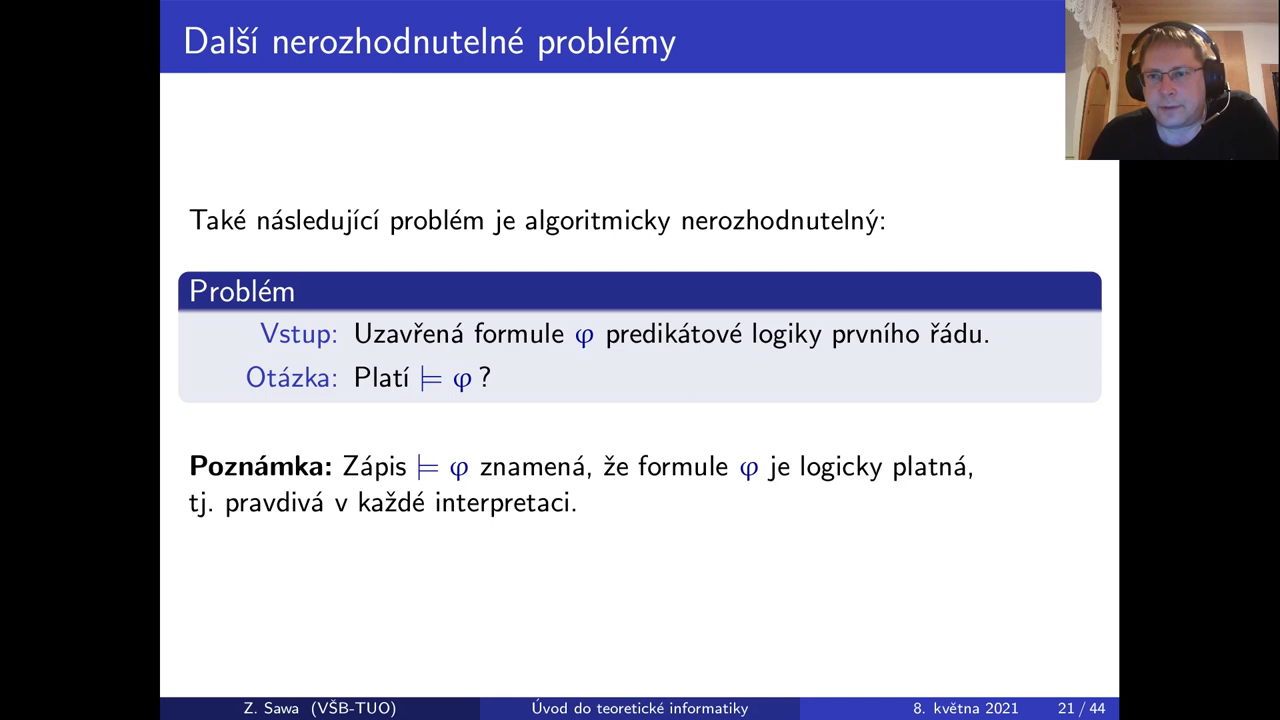 Další nerozhodnutelné problémy
Také následující problém je algoritmicky nerozhodnutelný:
Problém
Vstup: Uzavřená formule φ predikátové logiky prvního řádu.
Otázka: Platí ⊨ φ ?
Poznámka: Zápis ⊨ φ znamená, že formule φ je logicky platná,
tj. pravdivá v každé interpretaci.
Z. Sawa (VŠB-TUO) Úvod do teoretické informatiky 8. května 2021 21 / 44